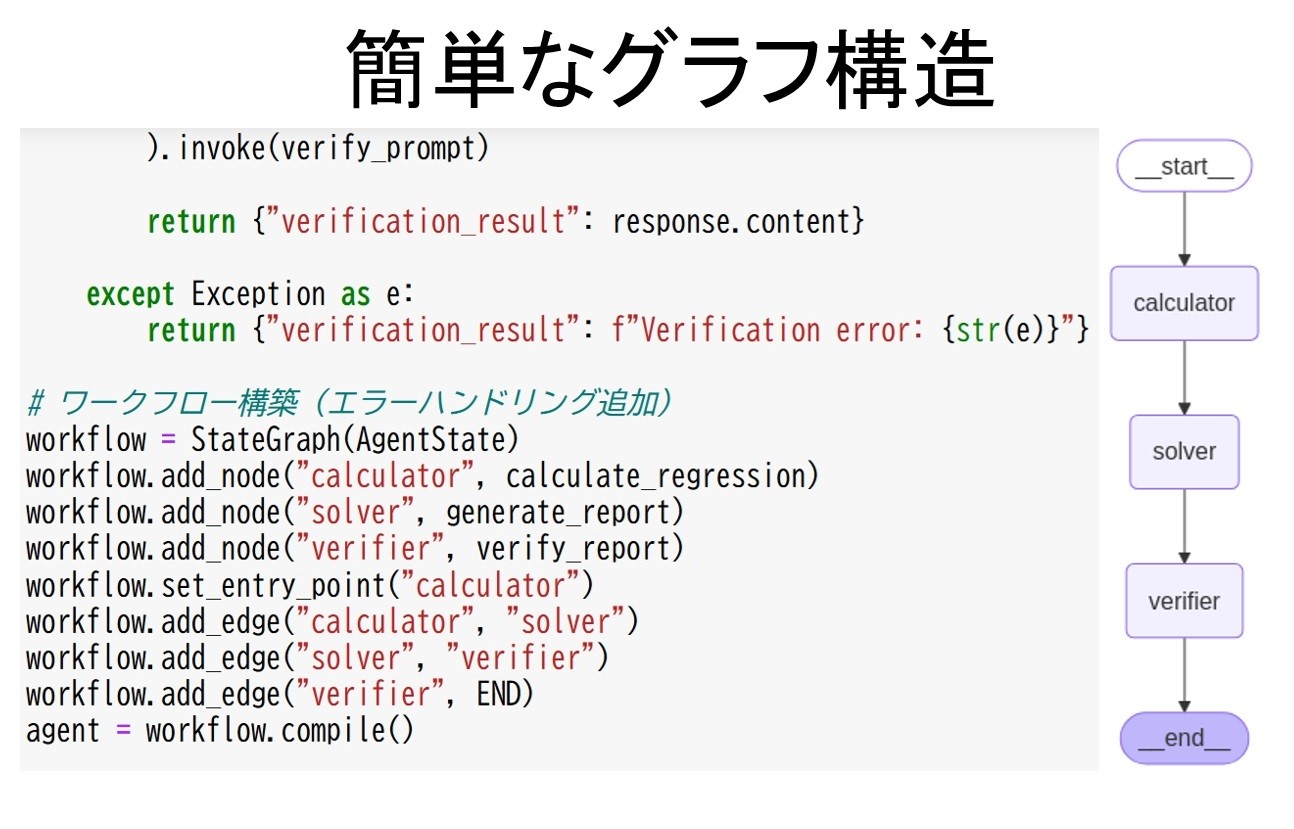 簡単なグラフ構造
).invoke(verify_prompt)
return {"verification_result": response.content}
except Exception as e:
return {"verification_result": f"Verification error: {str(e)}"}
# ワークフロー構築（エラーハンドリング追加）
workflow = StateGraph(AgentState)
workflow.add_node("calculator", calculate_regression)
workflow.add_node("solver", generate_report)
workflow.add_node("verifier", verify_report)
workflow.set_entry_point("calculator")
workflow.add_edge("calculator", "solver")
workflow.add_edge("solver", "verifier")
workflow.add_edge("verifier", END)
agent = workflow.compile()
__start__
calculator
solver
verifier
__end__